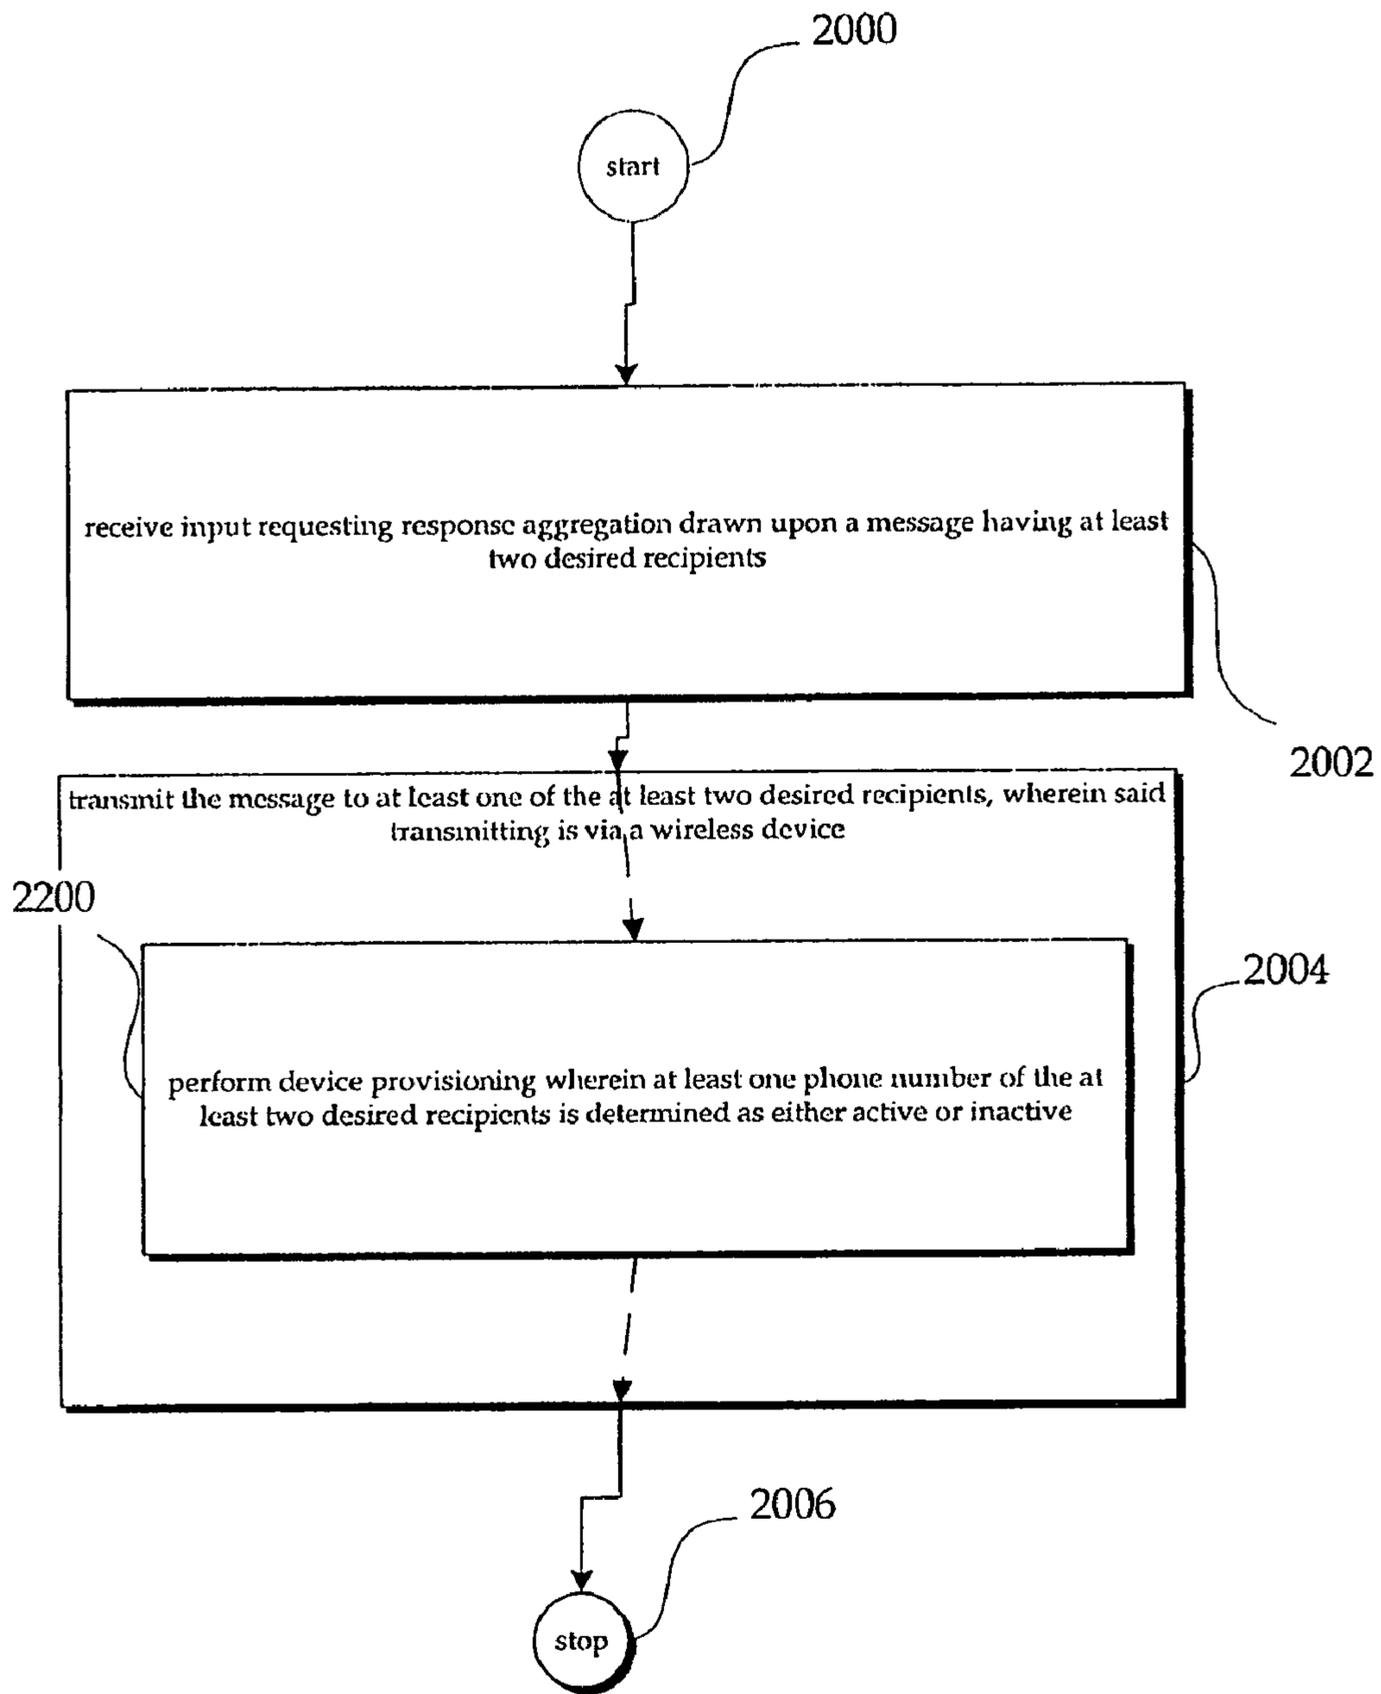 2000
start
receive input requesting response aggregation drawn upon a message having at least
two desired recipients
2002
transmit the message to at least one of the at least two desired recipients, wherein said
transmitting is via a wireless device
2200
2004
perform device provisioning wherein at least one phone number of the at
least two desired recipients is determined as either active or inactive
2006
stop